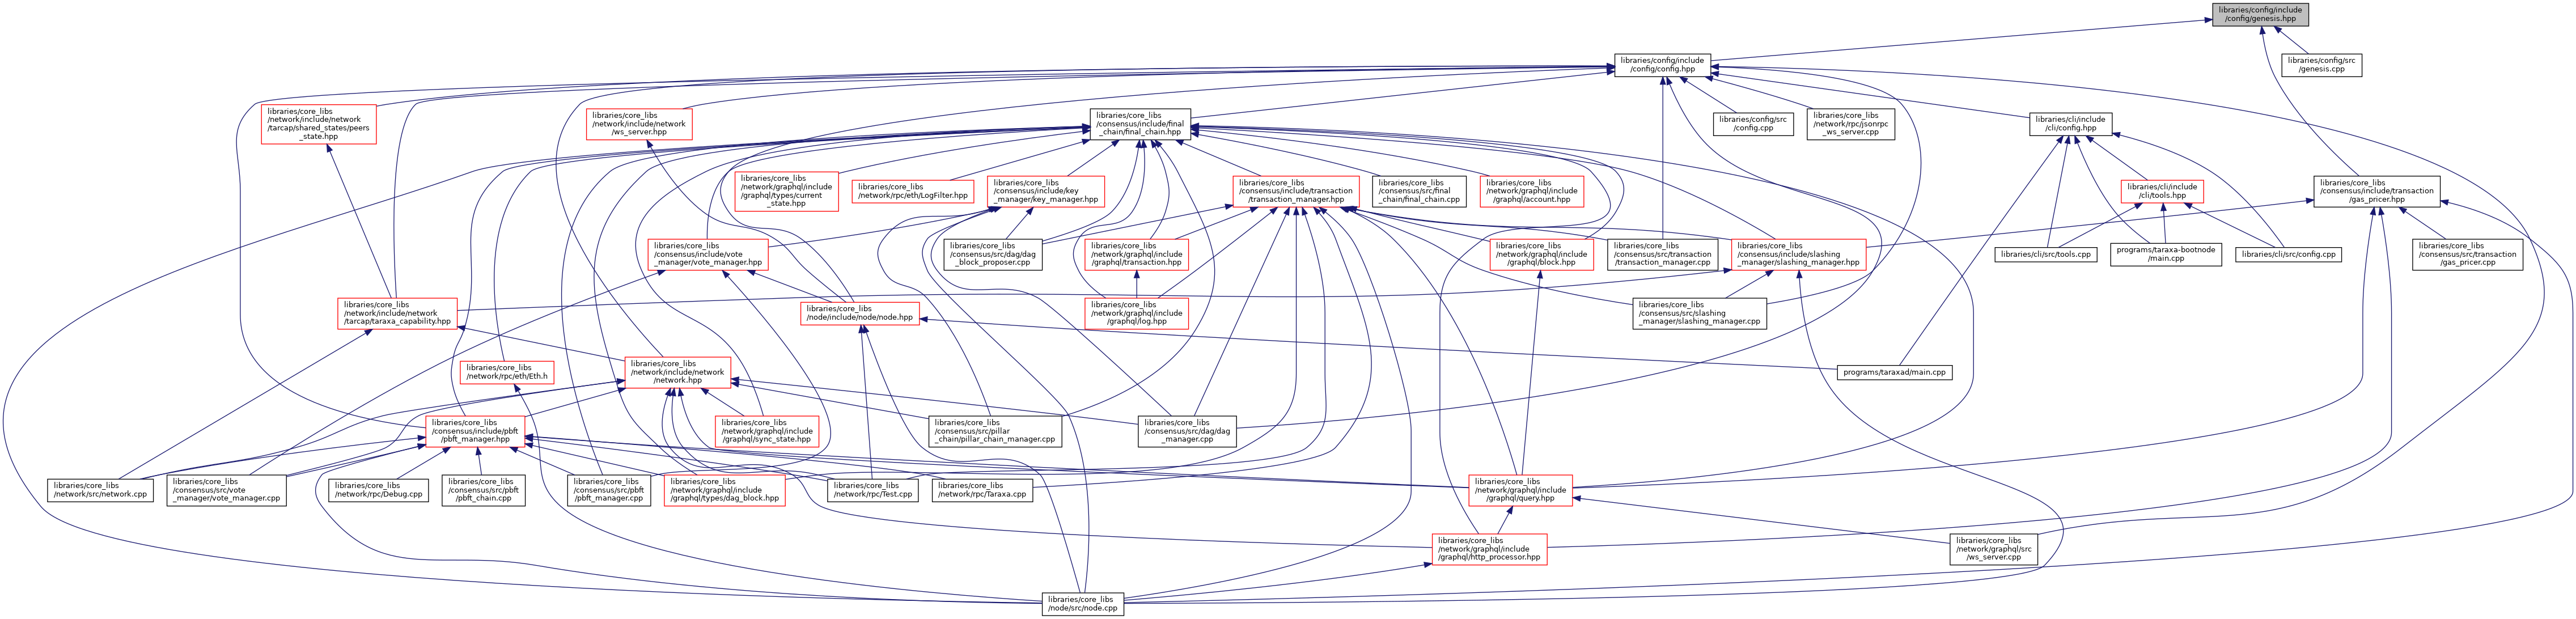 libraries/config/include
/config/genesis.hpp
libraries/config/include
/config/config.hpp
libraries/config/src
/genesis.cpp
libraries/core_libs
/network/include/network
/tarcap/shared_states/peers
_state.hpp
libraries/core_libs
/network/include/network
/ws_server.hpp
libraries/core_libs
/consensus/include/final
_chain/final_chain.hpp
libraries/config/src
/config.cpp
libraries/core_libs
/network/rpc/jsonrpc
_ws_server.cpp
libraries/cli/include
/cli/config.hpp
libraries/core_libs
/network/graphql/include
/graphql/types/current
_state.hpp
libraries/core_libs
/network/rpc/eth/LogFilter.hpp
libraries/core_libs
/consensus/include/key
_manager/key_manager.hpp
libraries/core_libs
/consensus/include/transaction
/transaction_manager.hpp
libraries/core_libs
/consensus/src/final
_chain/final_chain.cpp
libraries/core_libs
/network/graphql/include
/graphql/account.hpp
libraries/cli/include
/cli/tools.hpp
libraries/core_libs
/consensus/include/transaction
/gas_pricer.hpp
libraries/core_libs
/consensus/include/vote
_manager/vote_manager.hpp
libraries/core_libs
/consensus/src/dag/dag
_block_proposer.cpp
libraries/core_libs
/network/graphql/include
/graphql/transaction.hpp
libraries/core_libs
/network/graphql/include
/graphql/block.hpp
libraries/core_libs
/consensus/src/transaction
/transaction_manager.cpp
libraries/core_libs
/consensus/include/slashing
_manager/slashing_manager.hpp
libraries/cli/src/tools.cpp
programs/taraxa-bootnode
/main.cpp
libraries/cli/src/config.cpp
libraries/core_libs
/consensus/src/transaction
/gas_pricer.cpp
libraries/core_libs
/network/include/network
/tarcap/taraxa_capability.hpp
libraries/core_libs
/node/include/node/node.hpp
libraries/core_libs
/network/graphql/include
/graphql/log.hpp
libraries/core_libs
/consensus/src/slashing
_manager/slashing_manager.cpp
libraries/core_libs
/network/rpc/eth/Eth.h
libraries/core_libs
/network/include/network
/network.hpp
programs/taraxad/main.cpp
libraries/core_libs
/consensus/include/pbft
/pbft_manager.hpp
libraries/core_libs
/network/graphql/include
/graphql/sync_state.hpp
libraries/core_libs
/consensus/src/pillar
_chain/pillar_chain_manager.cpp
libraries/core_libs
/consensus/src/dag/dag
_manager.cpp
libraries/core_libs
/network/src/network.cpp
libraries/core_libs
/consensus/src/vote
_manager/vote_manager.cpp
libraries/core_libs
/network/rpc/Debug.cpp
libraries/core_libs
/consensus/src/pbft
/pbft_chain.cpp
libraries/core_libs
/consensus/src/pbft
/pbft_manager.cpp
libraries/core_libs
/network/graphql/include
/graphql/types/dag_block.hpp
libraries/core_libs
/network/rpc/Test.cpp
libraries/core_libs
/network/rpc/Taraxa.cpp
libraries/core_libs
/network/graphql/include
/graphql/query.hpp
libraries/core_libs
/network/graphql/include
/graphql/http_processor.hpp
libraries/core_libs
/network/graphql/src
/ws_server.cpp
libraries/core_libs
/node/src/node.cpp